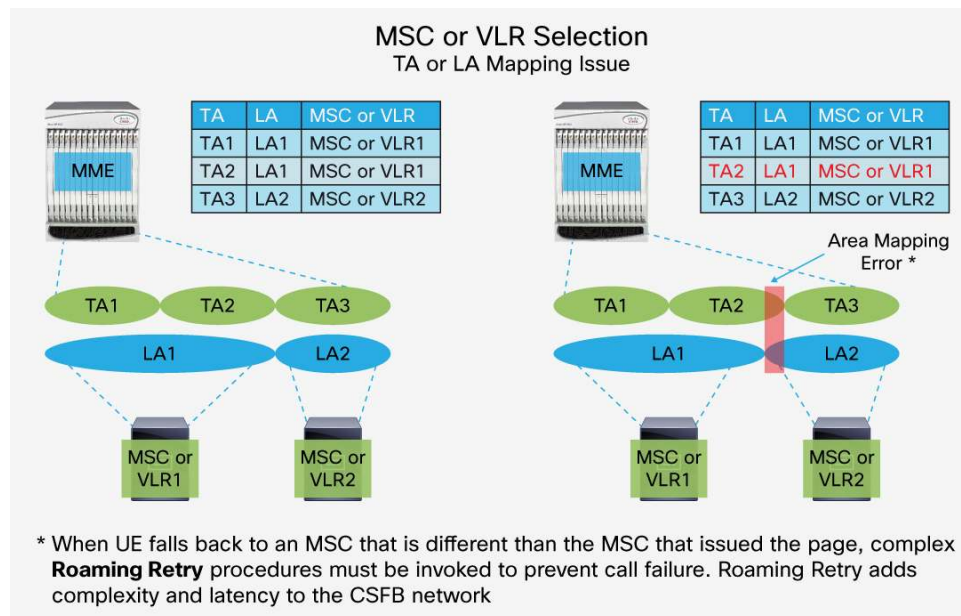 MSC or VLR Selection
TA or LA Mapping Issue
TA LA MSC or VLR
TA1 LA1 MSC or VLR1
TA2 LA1 MSC or VLR1
TA3 LA2 MSC or VLR2
MME
TA1 TA2 TA3
LA1 LA2
MSC or
VLR1
MSC or
VLR2
TA LA MSC or VLR
TA1 LA1 MSC or VLR1
TA2 LA1 MSC or VLR1
TA3 LA2 MSC or VLR2
MME
Area Mapping
Error *
TA1 TA2 TA3
LA1 LA2
MSC or
VLR1
MSC or
VLR2
* When UE falls back to an MSC that is different than the MSC that issued the page, complex
Roaming Retry procedures must be invoked to prevent call failure. Roaming Retry adds
complexity and latency to the CSFB network